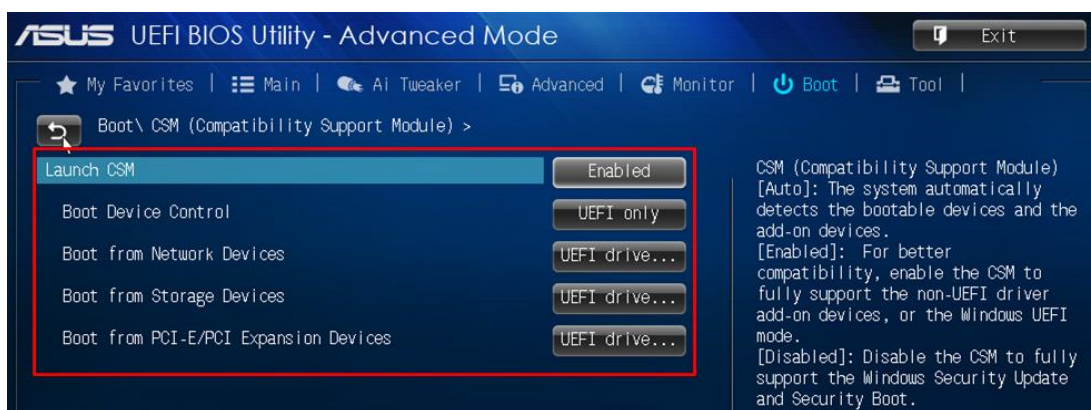 ASUS UEFI BIOS Utility - Advanced Mode
Exit
My Favorites | Main | Ai Tweaker | Advanced | Monitor | Boot | Tool |
Boot\ CSM (Compatibility Support Module) >
Launch CSM Enabled
Boot Device Control UEFI only
Boot from Network Devices UEFI drive...
Boot from Storage Devices UEFI drive...
Boot from PCI-E/PCI Expansion Devices UEFI drive...
CSM (Compatibility Support Module)
[Auto]: The system automatically
detects the bootable devices and the
add-on devices.
[Enabled]: For better
compatibility, enable the CSM to
fully support the non-UEFI driver
add-on devices, or the Windows UEFI
mode.
[Disabled]: Disable the CSM to fully
support the Windows Security Update
and Security Boot.